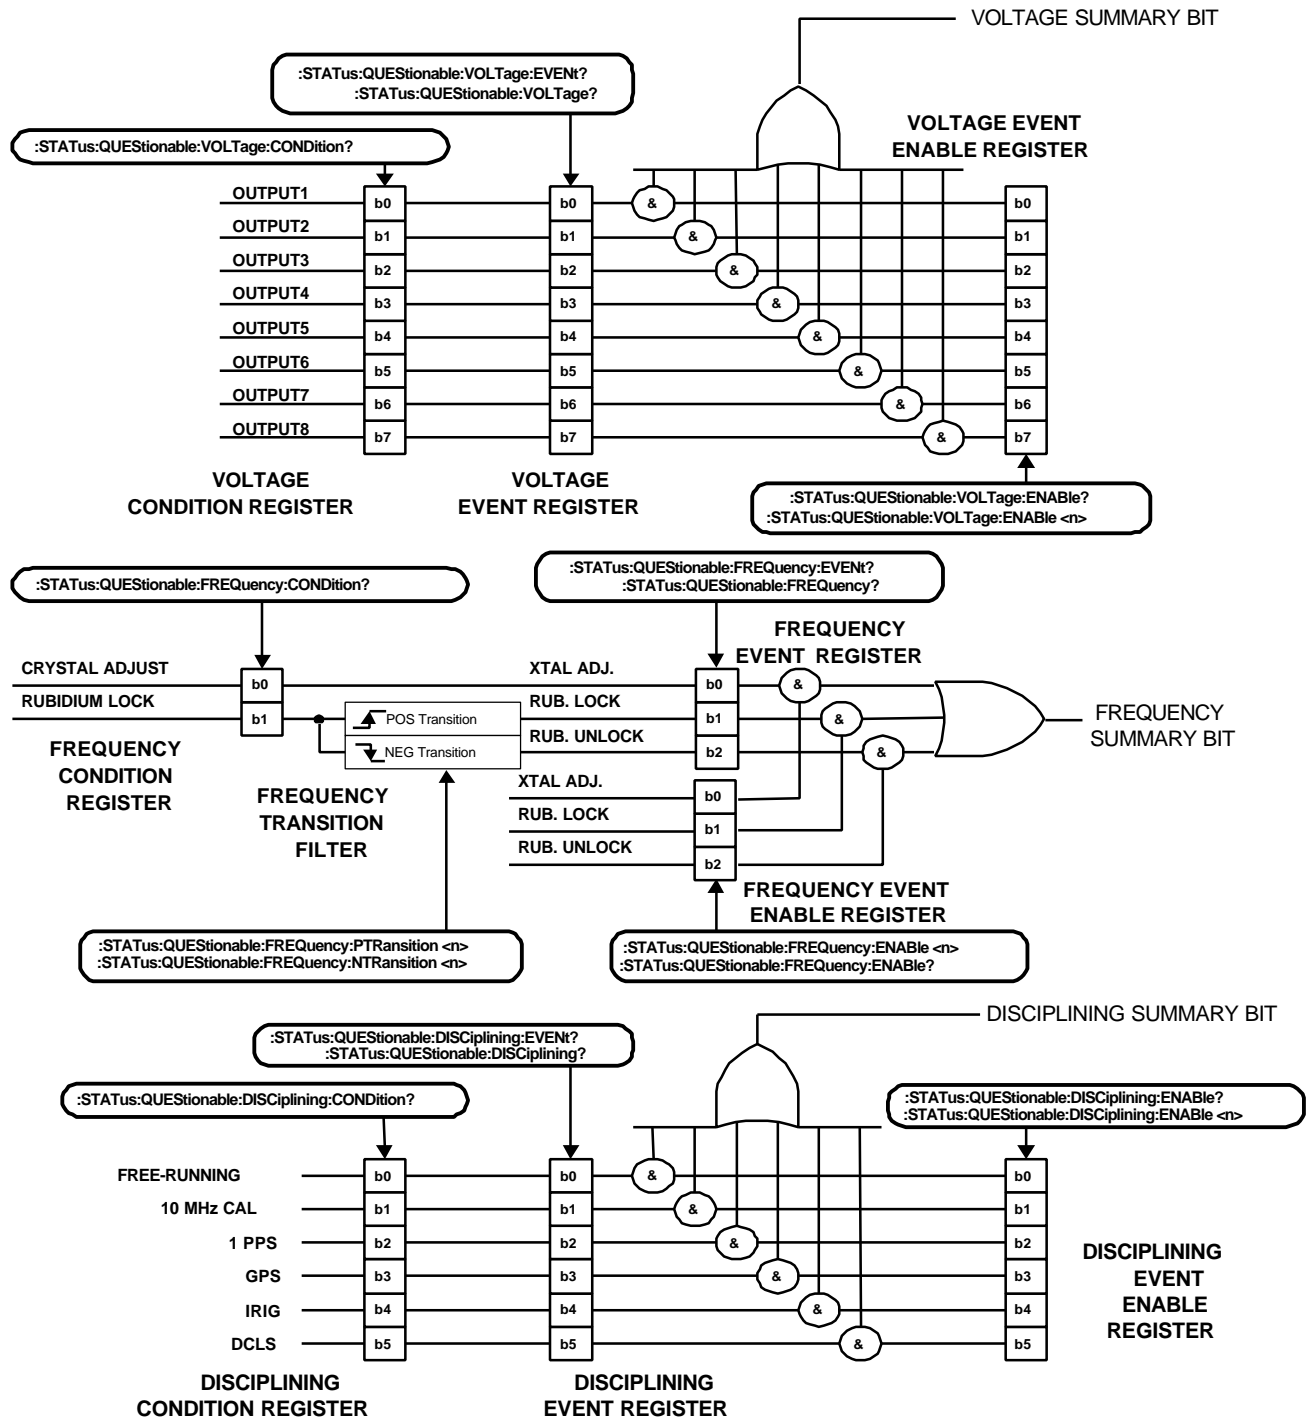 VOLTAGE SUMMARY BIT
:STATus:QUEStionable:VOLTage:EVENt?
:STATus:QUEStionable:VOLTage?
:STATus:QUEStionable:VOLTage:CONDition?
VOLTAGE EVENT
ENABLE REGISTER
OUTPUT1 b0 b0 & b0
OUTPUT2 b1 b1 & b1
OUTPUT3 b2 b2 & b2
OUTPUT4 b3 b3 & b3
OUTPUT5 b4 b4 & b4
OUTPUT6 b5 b5 & b5
OUTPUT7 b6 b6 & b6
OUTPUT8 b7 b7 & b7
VOLTAGE
CONDITION REGISTER
VOLTAGE
EVENT REGISTER
:STATus:QUEStionable:VOLTage:ENABle?
:STATus:QUEStionable:VOLTage:ENABle <n>
:STATus:QUEStionable:FREQuency:CONDition?
:STATus:QUEStionable:FREQuency:EVENt?
:STATus:QUEStionable:FREQuency?
FREQUENCY
EVENT REGISTER
CRYSTAL ADJUST b0 XTAL ADJ. b0 &
RUBIDIUM LOCK b1 POS Transition RUB. LOCK b1 &
NEG Transition RUB. UNLOCK b2 &
FREQUENCY
SUMMARY BIT
FREQUENCY
CONDITION
REGISTER
FREQUENCY
TRANSITION
FILTER
XTAL ADJ. b0
RUB. LOCK b1
RUB. UNLOCK b2
FREQUENCY EVENT
ENABLE REGISTER
:STATus:QUEStionable:FREQuency:PTRansition <n>
:STATus:QUEStionable:FREQuency:NTRansition <n>
:STATus:QUEStionable:FREQuency:ENABle <n>
:STATus:QUEStionable:FREQuency:ENABle?
DISCIPLINING SUMMARY BIT
:STATus:QUEStionable:DISCiplining:EVENt?
:STATus:QUEStionable:DISCiplining?
:STATus:QUEStionable:DISCiplining:CONDition?
:STATus:QUEStionable:DISCiplining:ENABle?
:STATus:QUEStionable:DISCiplining:ENABle <n>
FREE-RUNNING b0 b0 & b0
10 MHz CAL b1 b1 & b1
1 PPS b2 b2 & b2
GPS b3 b3 & b3
IRIG b4 b4 & b4
DCLS b5 b5 & b5
DISCIPLINING
EVENT
ENABLE
REGISTER
DISCIPLINING
CONDITION REGISTER
DISCIPLINING
EVENT REGISTER